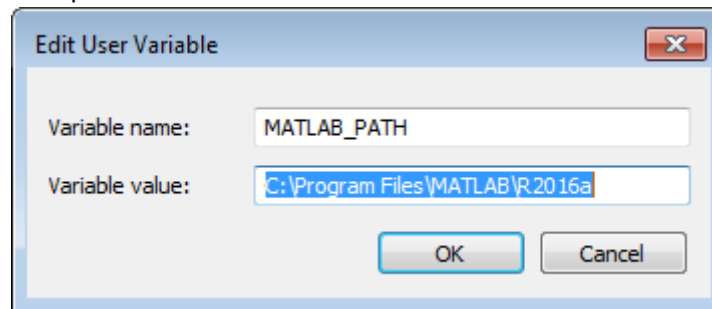 Edit User Variable
Variable name: MATLAB_PATH
Variable value: C:\Program Files\MATLAB\R2016a
OK Cancel